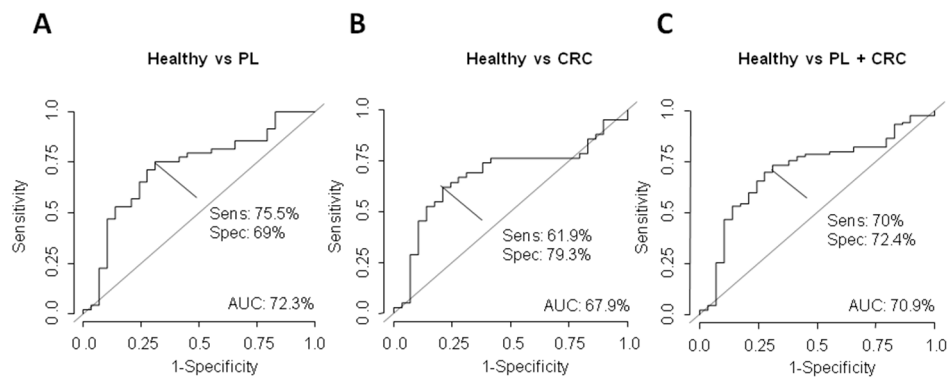 A
B
C
Healthy vs PL
Healthy vs CRC
Healthy vs PL + CRC
Sensitivity
1.0
0.75
0.5
0.25
0.0
Sens: 75.5%
Spec: 69%
AUC: 72.3%
0.0 0.25 0.5 0.75 1.0
1-Specificity
Sensitivity
1.0
0.75
0.5
0.25
0.0
Sens: 61.9%
Spec: 79.3%
AUC: 67.9%
0.0 0.25 0.5 0.75 1.0
1-Specificity
Sensitivity
1.0
0.75
0.5
0.25
0.0
Sens: 70%
Spec: 72.4%
AUC: 70.9%
0.0 0.25 0.5 0.75 1.0
1-Specificity